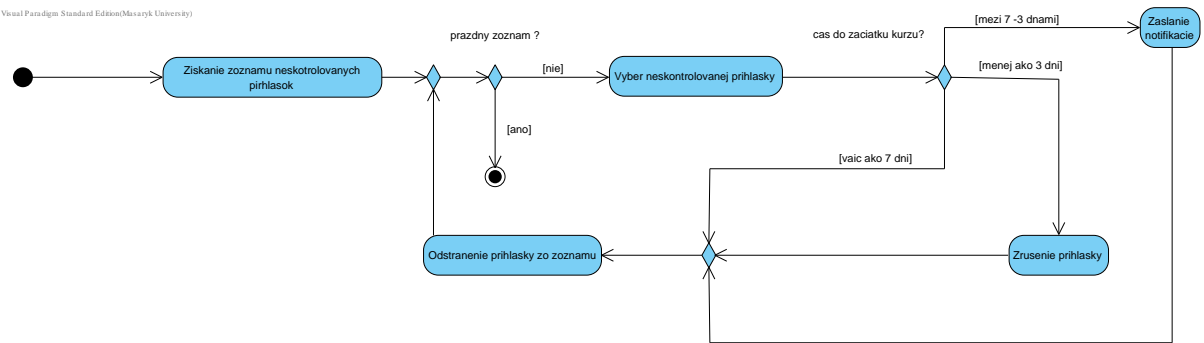 Visual Paradigm Standard Edition(Masaryk University)
prazdny zoznam ?
cas do zaciatku kurzu?
[mezi 7 -3 dnami]
Zaslanie
notifikacie
Ziskanie zoznamu neskotrolovanych
pirhlasok
[nie]
Vyber neskontrolovanej prihlasky
[menej ako 3 dni]
[ano]
[vaic ako 7 dni]
Odstranenie prihlasky zo zoznamu
Zrusenie prihlasky